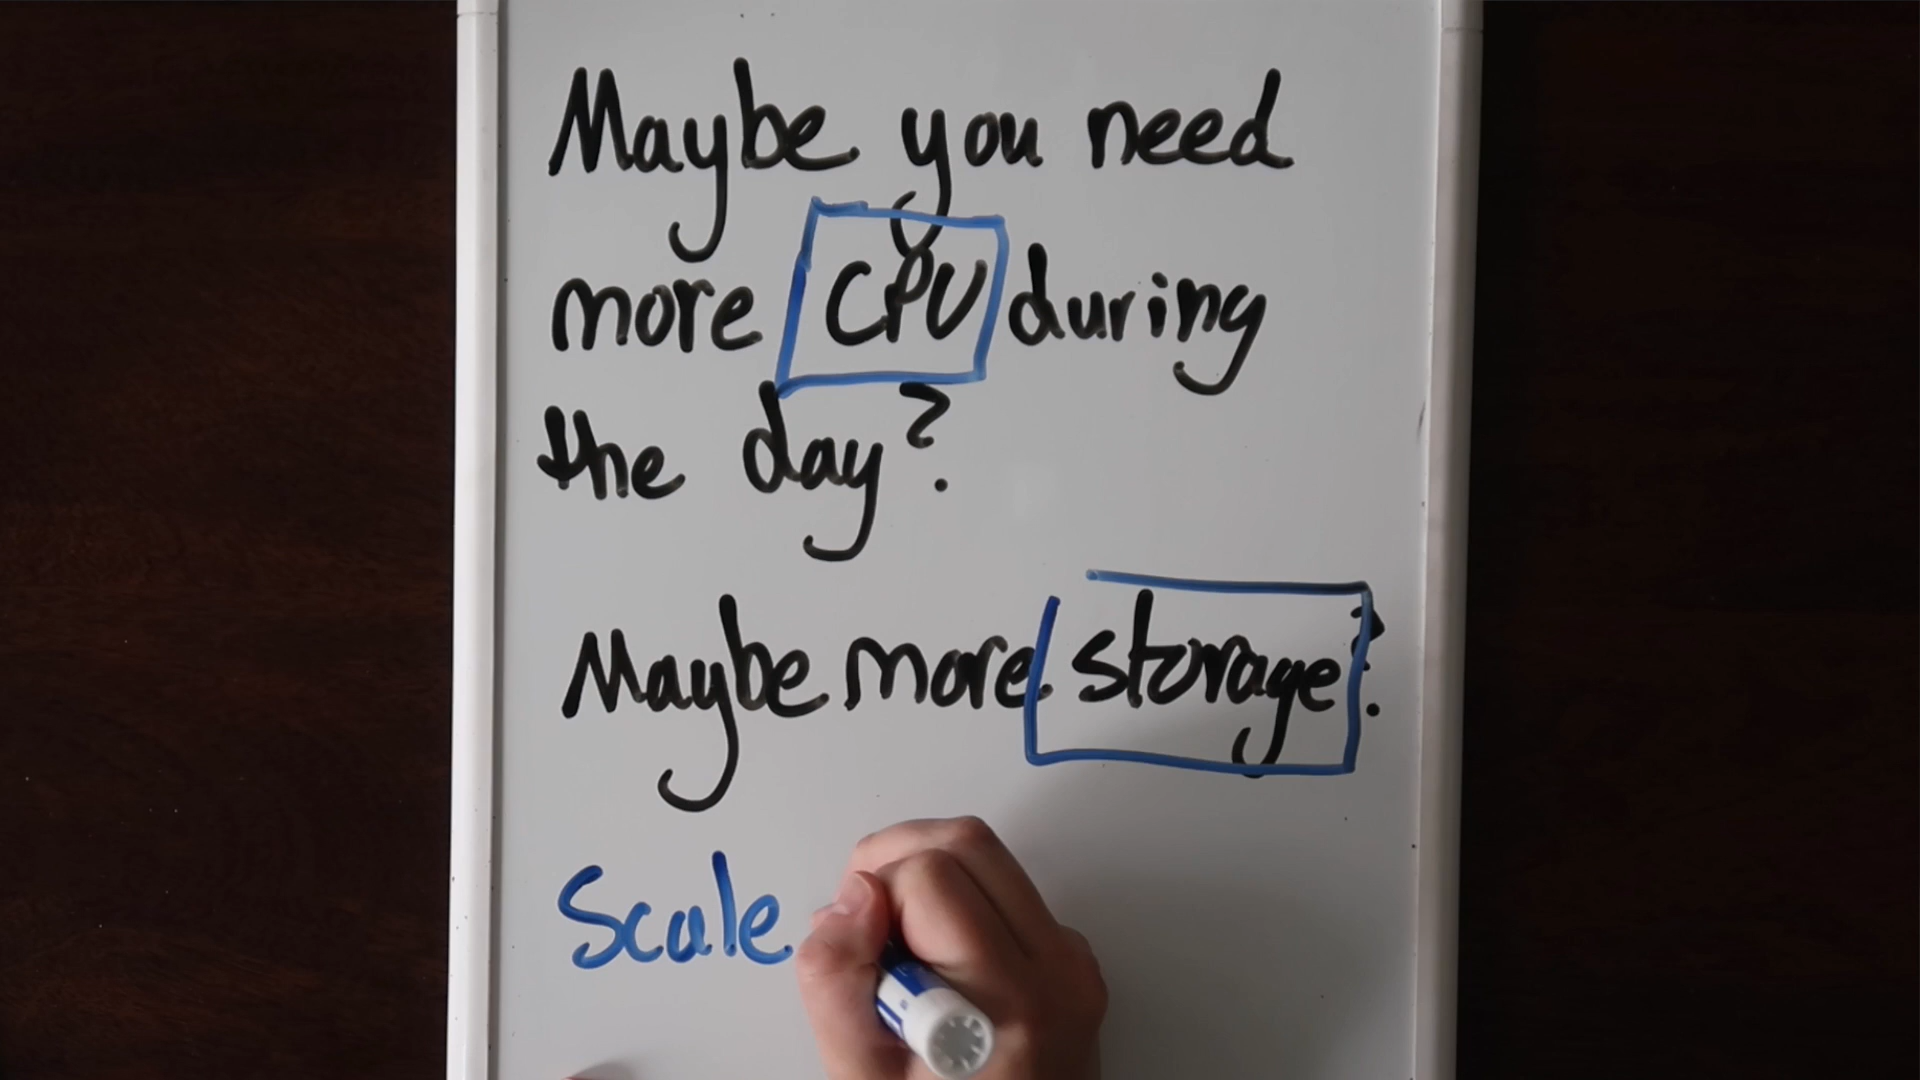 Maybe you need
more CPU during
the day?
Maybe more storage?
Scale